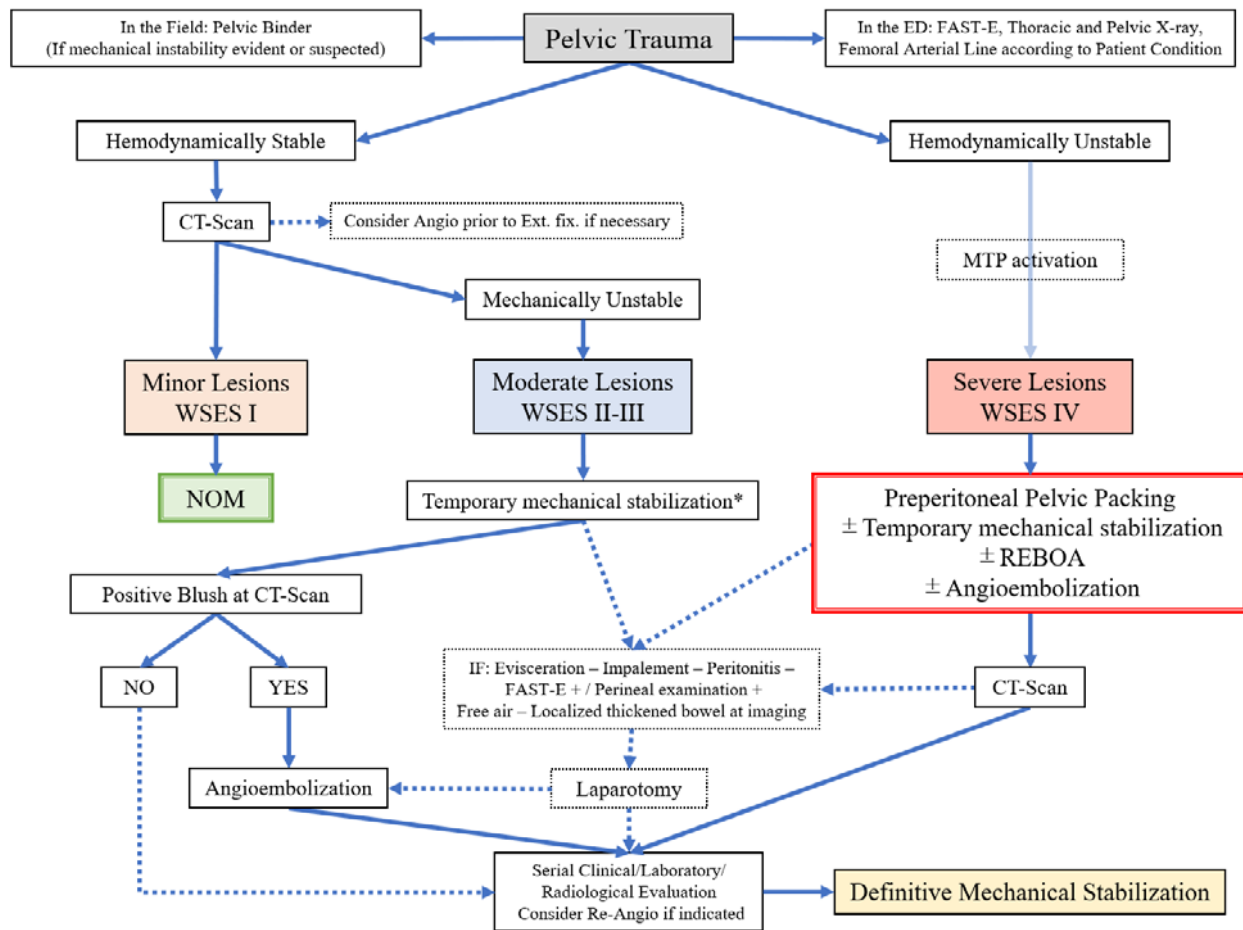 In the Field: Pelvic Binder
(If mechanical instability evident or suspected)
Pelvic Trauma
In the ED: FAST-E, Thoracic and Pelvic X-ray,
Femoral Arterial Line according to Patient Condition
Hemodynamically Stable
Hemodynamically Unstable
CT-Scan
Consider Angio prior to Ext. fix. if necessary
MTP activation
Mechanically Unstable
Minor Lesions
WSES I
Moderate Lesions
WSES II-III
Severe Lesions
WSES IV
NOM
Temporary mechanical stabilization*
Preperitoneal Pelvic Packing
± Temporary mechanical stabilization
± REBOA
± Angioembolization
Positive Blush at CT-Scan
NO
YES
IF: Evisceration – Impalement – Peritonitis –
FAST-E + / Perineal examination +
Free air – Localized thickened bowel at imaging
CT-Scan
Angioembolization
Laparotomy
Serial Clinical/Laboratory/
Radiological Evaluation
Consider Re-Angio if indicated
Definitive Mechanical Stabilization